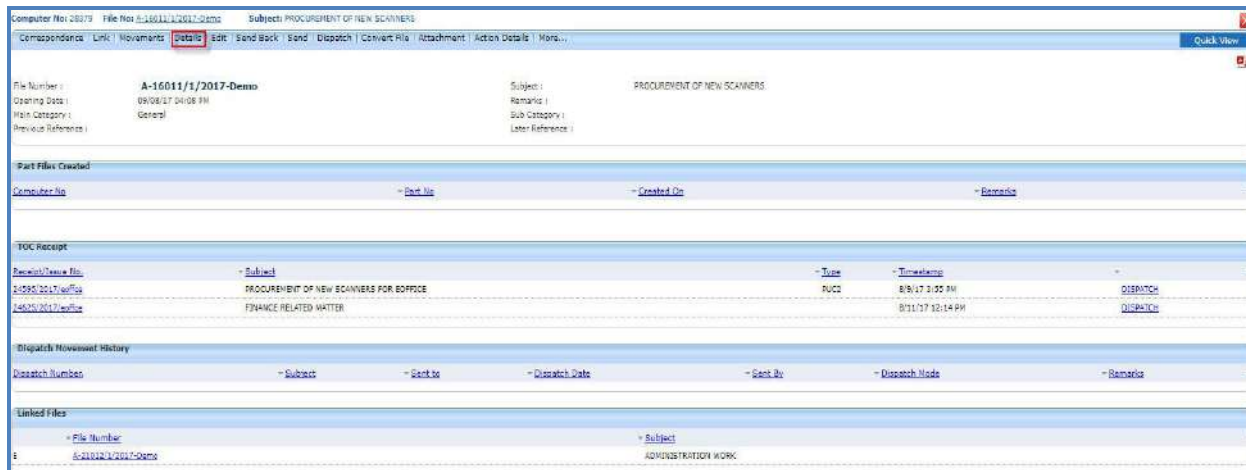 Computer No: 28379 File No: A-16011/1/2017-Demo Subject: PROCUREMENT OF NEW SCANNERS
Correspondence | Link | Movements | Details | Edit | Send Back | Send | Dispatch | Convert File | Attachment | Action Details | More...
Quick View
File Number : A-16011/1/2017-Demo Subject : PROCUREMENT OF NEW SCANNERS
Opening Date : 09/08/17 04:08 PM Remarks :
Main Category : General Sub Category :
Previous Reference : Later Reference :
Part Files Created
Computer No Part No Created On Remarks
TOC Receipt
Receipt/Issue No. Subject Type Timestamp
24595/2017/eoffice PROCUREMENT OF NEW SCANNERS FOR EOFFICE PUC2 8/9/17 3:55 PM DISPATCH
24625/2017/eoffice FINANCE RELATED MATTER 8/11/17 12:14 PM DISPATCH
Dispatch Movement History
Dispatch Number. Subject Sent to Dispatch Date Sent By Dispatch Mode Remarks
Linked Files
File Number Subject
E A-21012/1/2017-Demo ADMINISTRATION WORK